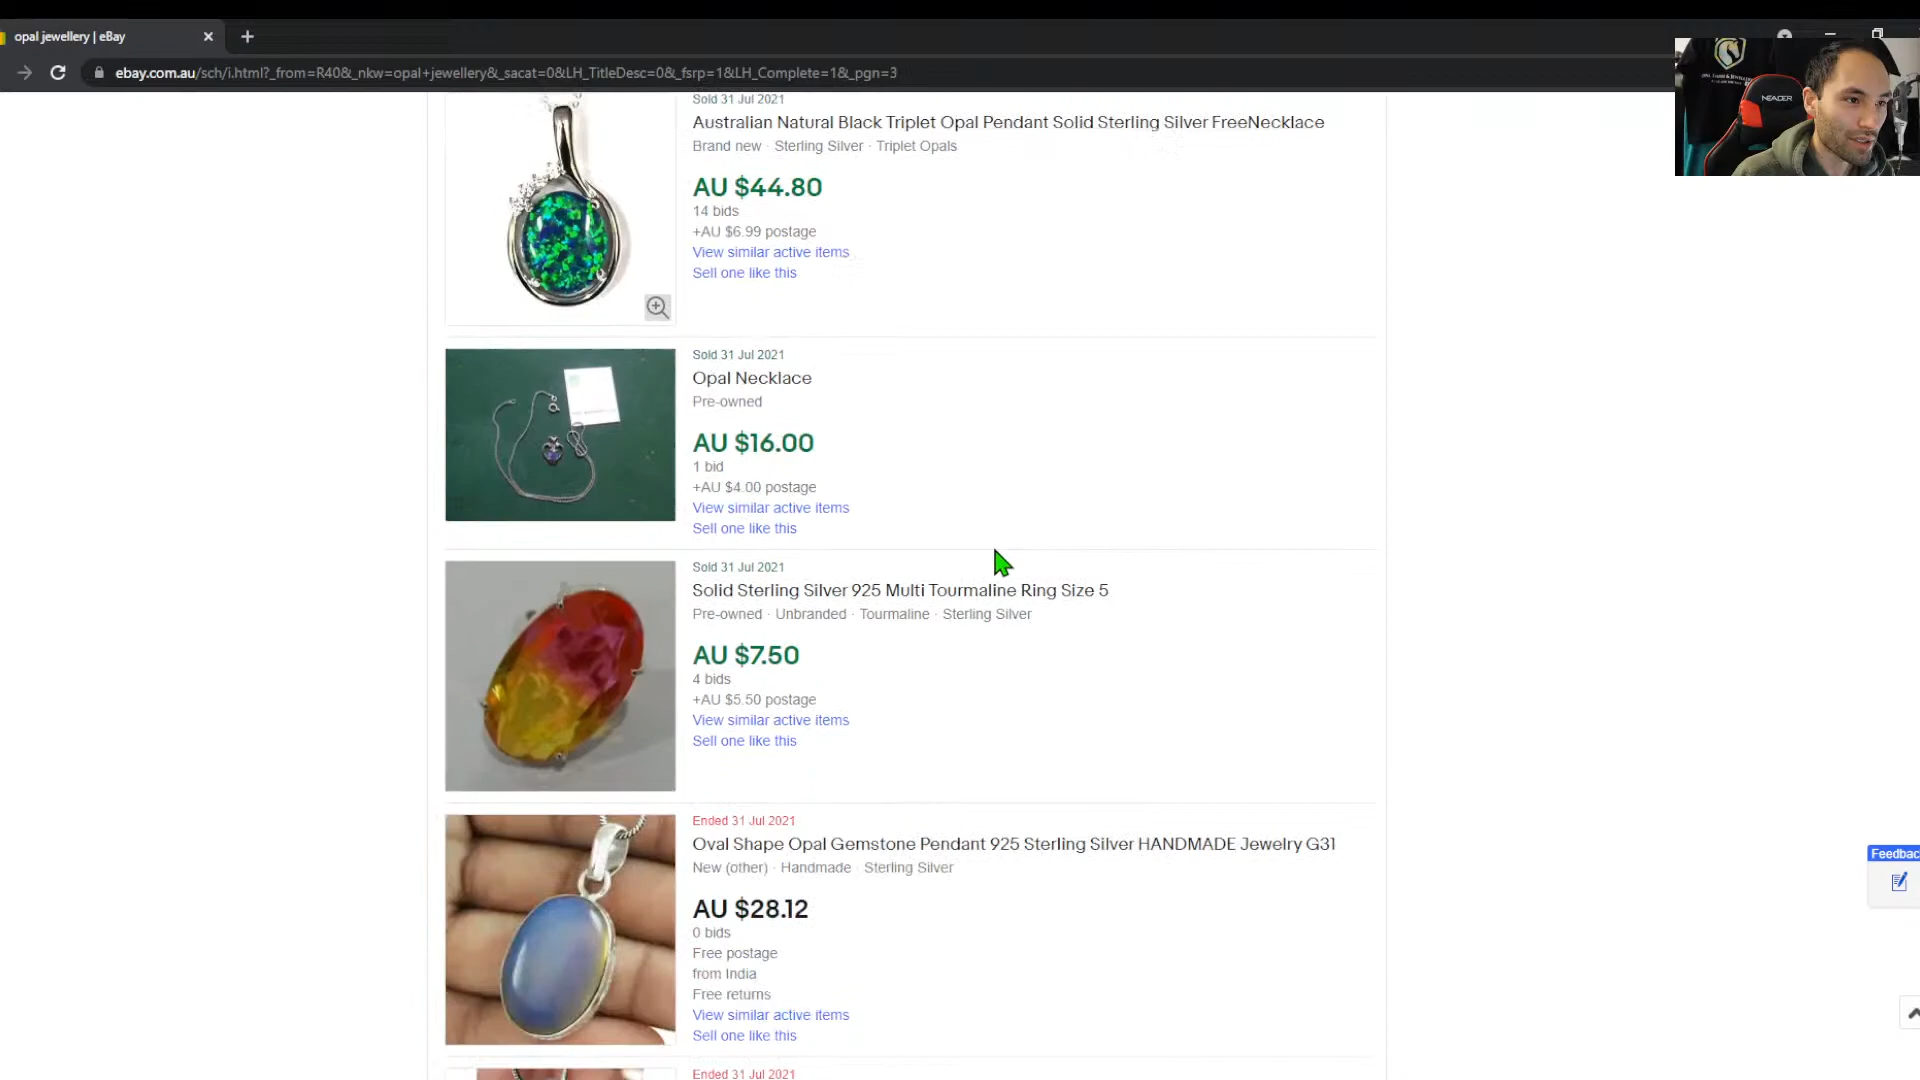 opal jewellery | eBay
ebay.com.au/sch/i.html?_from=R40&_nkw=opal+jewellery&_sacat=0&LH_TitleDesc=0&_fsrp=1&LH_Complete=1&_pgn=3
NEADER
Sold 31 Jul 2021
Australian Natural Black Triplet Opal Pendant Solid Sterling Silver FreeNecklace
Brand new · Sterling Silver · Triplet Opals
AU $44.80
14 bids
+AU $6.99 postage
View similar active items
Sell one like this
Sold 31 Jul 2021
Opal Necklace
Pre-owned
AU $16.00
1 bid
+AU $4.00 postage
View similar active items
Sell one like this
Sold 31 Jul 2021
Solid Sterling Silver 925 Multi Tourmaline Ring Size 5
Pre-owned · Unbranded · Tourmaline · Sterling Silver
AU $7.50
4 bids
+AU $5.50 postage
View similar active items
Sell one like this
Ended 31 Jul 2021
Oval Shape Opal Gemstone Pendant 925 Sterling Silver HANDMADE Jewelry G31
New (other) · Handmade · Sterling Silver
AU $28.12
0 bids
Free postage
from India
Free returns
View similar active items
Sell one like this
Feedbac
Ended 31 Jul 2021